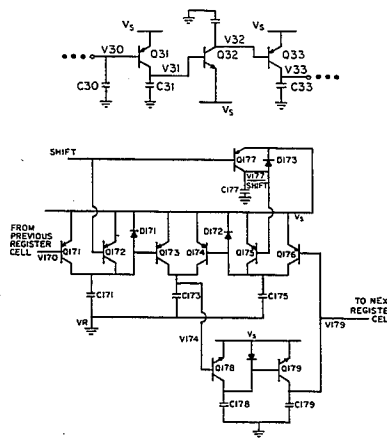 Vs V32 Vs
V30 Q31 Q32 Q33
V31 V33
C30 C31 C33
Vs
SHIFT Q177 D173
V177
SHIFT
C177
FROM PREVIOUS REGISTER CELL
D171 D172 Vs
V170 Q171 Q172 Q173 Q174 Q175 Q176
C171 C173 C175
TO NEX
REGISTER
CEL
V179
VR
V174 Vs
Q178 Q179
C178 C179